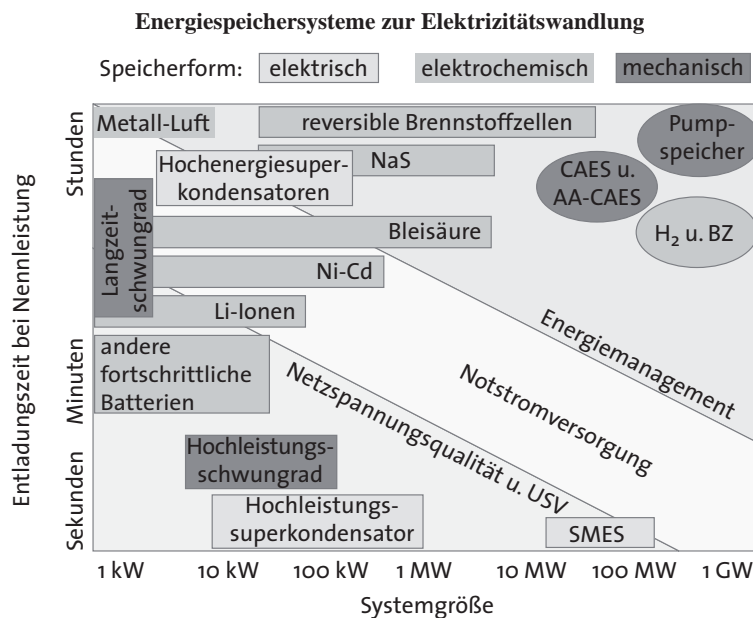 Energiespeichersysteme zur Elektrizitätswandlung
Speicherform: elektrisch elektrochemisch mechanisch
Entladungszeit bei Nennleistung
Stunden
Minuten
Sekunden
Metall-Luft
reversible Brennstoffzellen
Pump-
speicher
Hochenergiesuper-
kondensatoren
NaS
CAES u.
AA-CAES
Langzeit-
schwungrad
Bleisäure
H₂ u. BZ
Ni-Cd
Li-Ionen
Energiemanagement
andere
fortschrittliche
Batterien
Netzspannungsqualität u. USV
Notstromversorgung
Hochleistungs-
schwungrad
Hochleistungs-
superkondensator
SMES
1 kW 10 kW 100 kW 1 MW 10 MW 100 MW 1 GW
Systemgröße